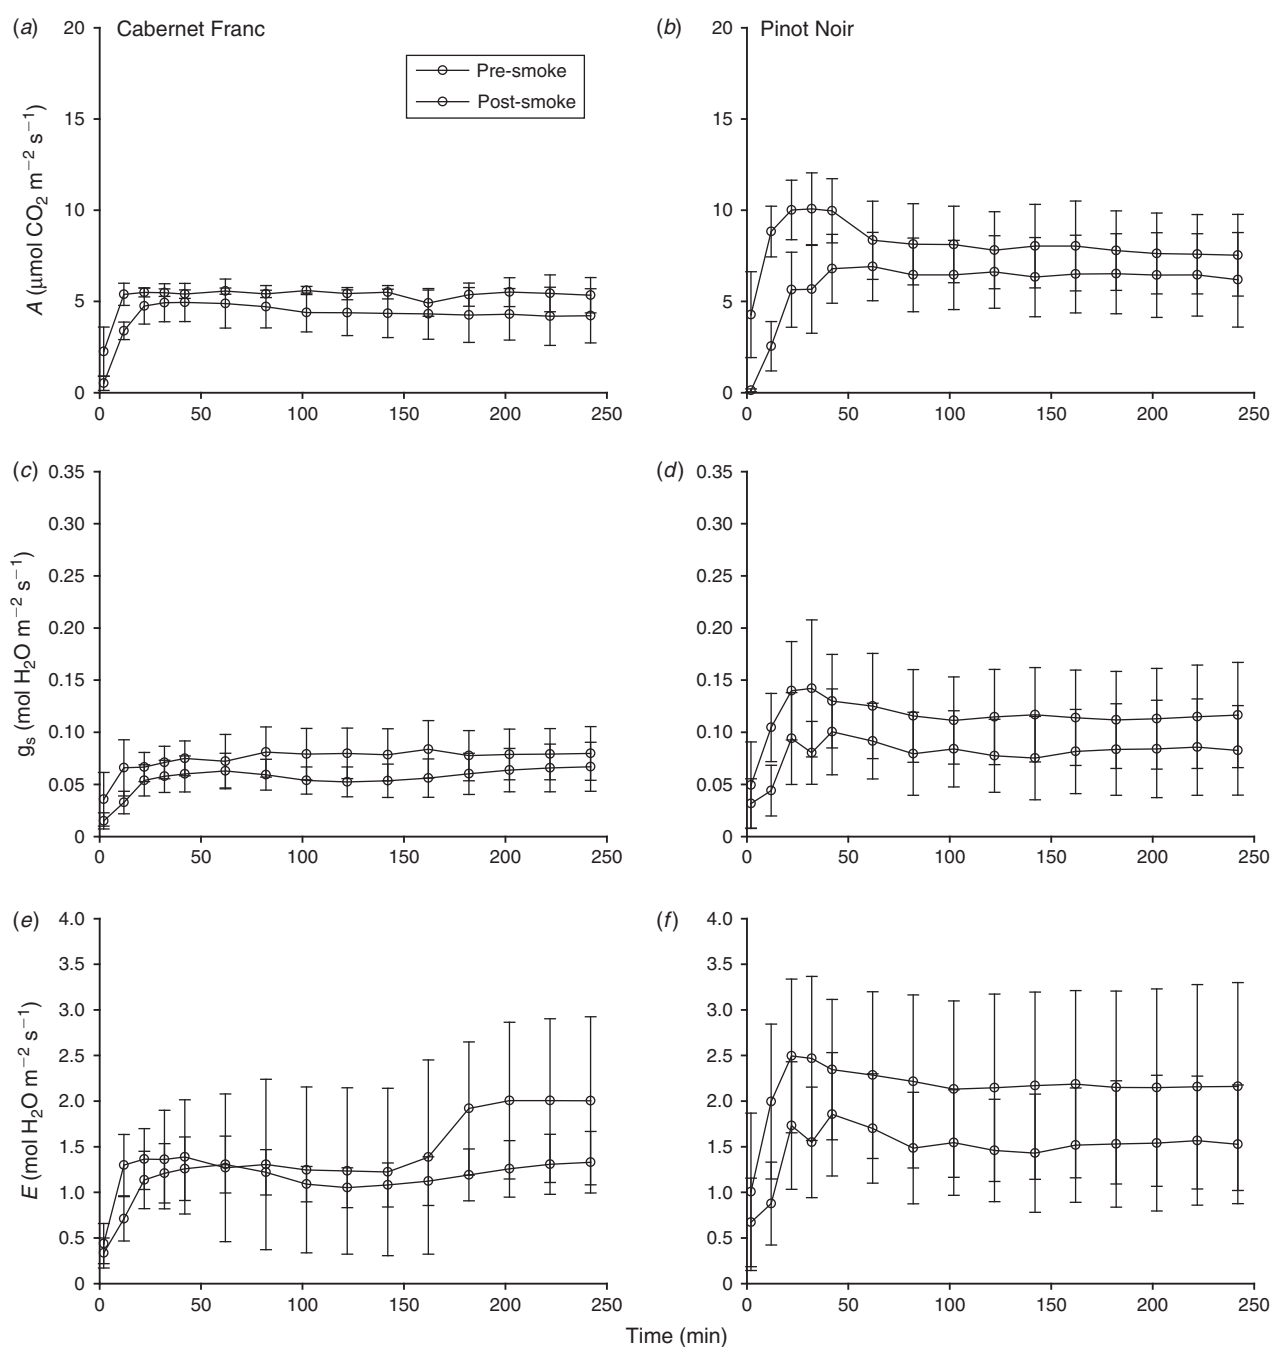 (a) Cabernet Franc
(b) Pinot Noir
Pre-smoke
Post-smoke
A (μmol CO₂ m⁻² s⁻¹)
20
15
10
5
0
0 50 100 150 200 250
20
15
10
5
0
0 50 100 150 200 250
(c)
gₛ (mol H₂O m⁻² s⁻¹)
0.35
0.30
0.25
0.20
0.15
0.10
0.05
0
0 50 100 150 200 250
(d)
0.35
0.30
0.25
0.20
0.15
0.10
0.05
0
0 50 100 150 200 250
(e)
E (mol H₂O m⁻² s⁻¹)
4.0
3.5
3.0
2.5
2.0
1.5
1.0
0.5
0
0 50 100 150 200 250
(f)
4.0
3.5
3.0
2.5
2.0
1.5
1.0
0.5
0
0 50 100 150 200 250
Time (min)